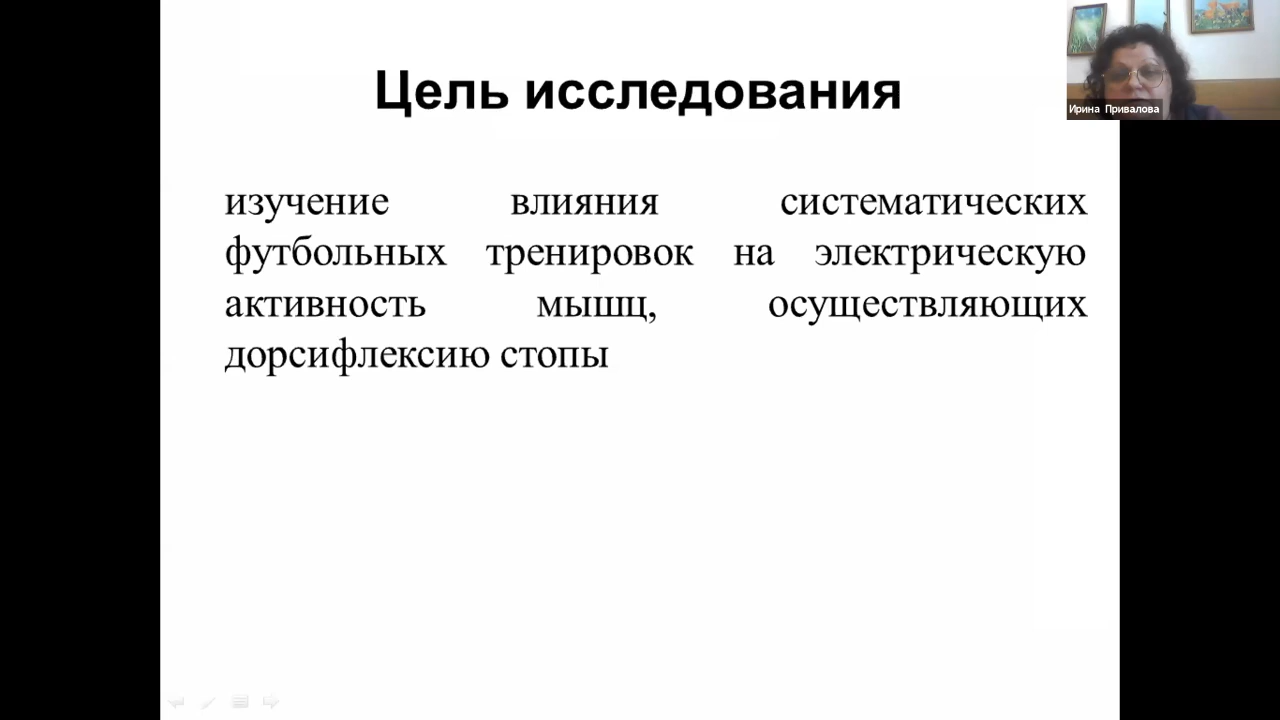 Цель исследования
Ирина Привалова
изучение влияния систематических
футбольных тренировок на электрическую
активность мышц, осуществляющих
дорсифлексию стопы